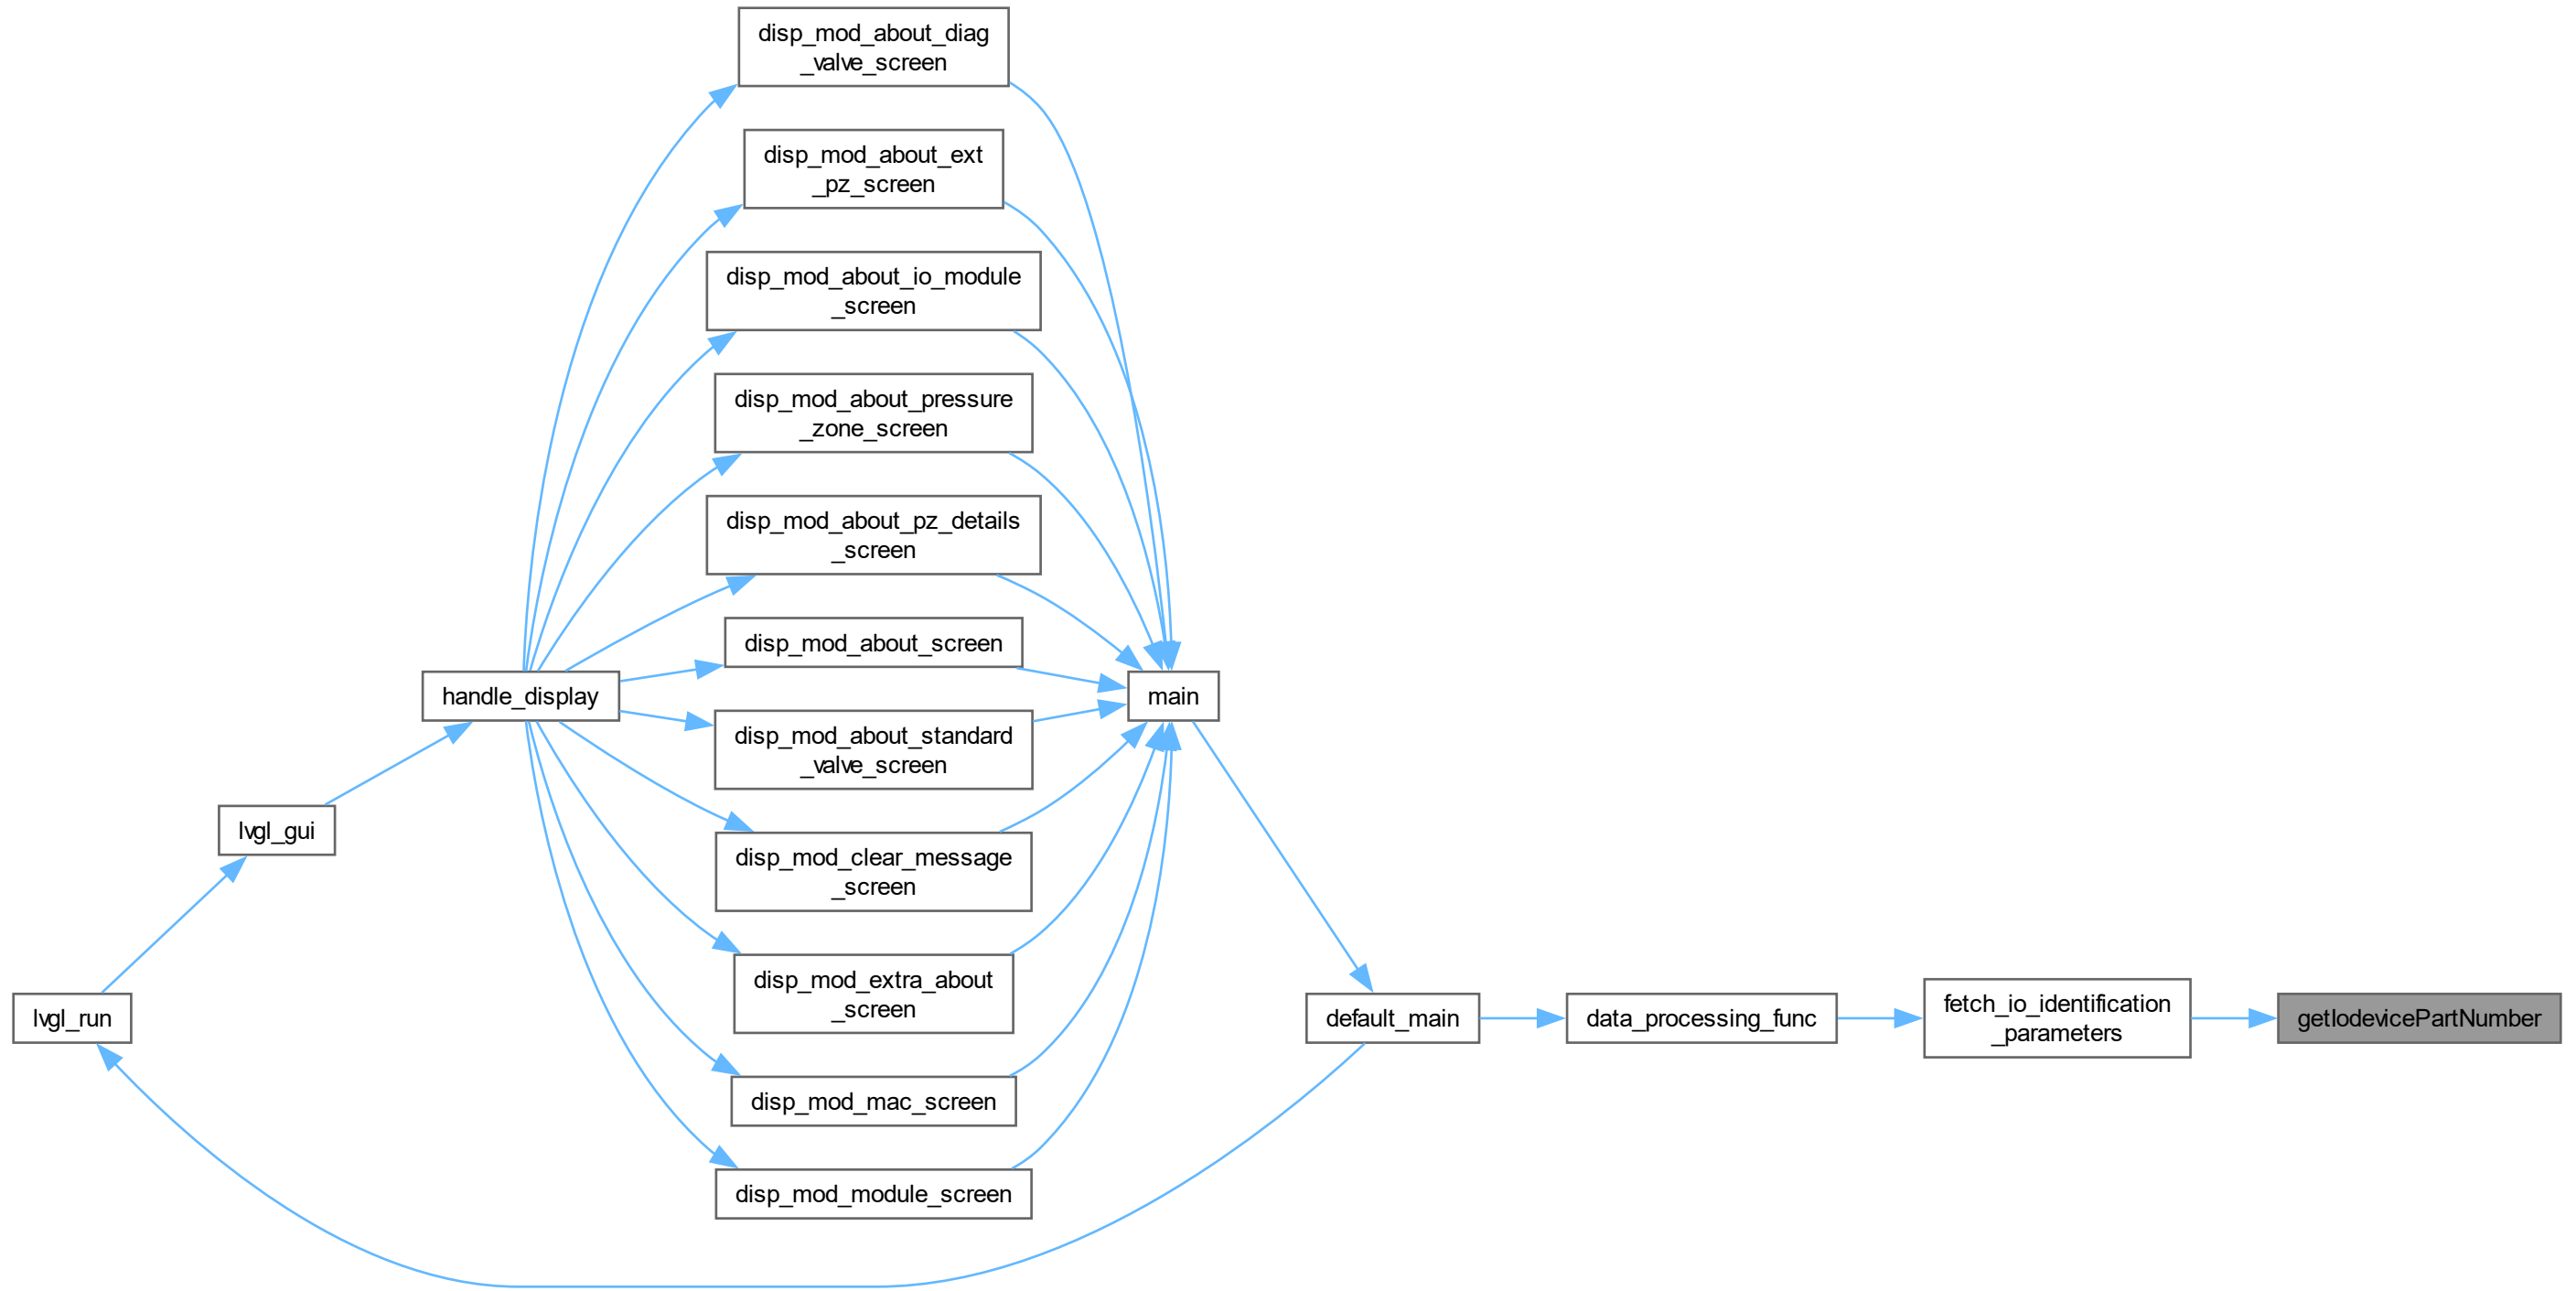 disp_mod_about_diag
_valve_screen
disp_mod_about_ext
_pz_screen
disp_mod_about_io_module
_screen
disp_mod_about_pressure
_zone_screen
disp_mod_about_pz_details
_screen
disp_mod_about_screen
handle_display
main
disp_mod_about_standard
_valve_screen
lvgl_gui
disp_mod_clear_message
_screen
disp_mod_extra_about
_screen
lvgl_run
default_main
data_processing_func
fetch_io_identification
_parameters
getIodevicePartNumber
disp_mod_mac_screen
disp_mod_module_screen